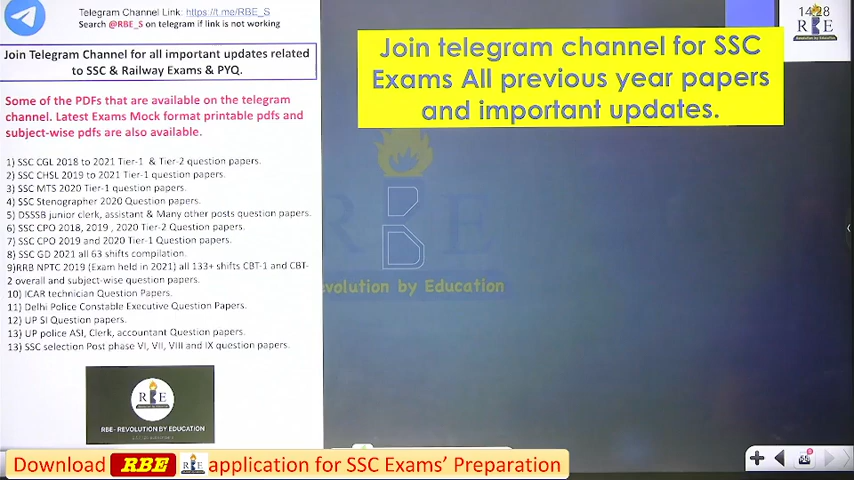 Telegram Channel Link: https://t.me/RBE_S
Search @RBE_S on telegram if link is not working
Join Telegram Channel for all important updates related
to SSC & Railway Exams & PYQ.
Some of the PDFs that are available on the telegram
channel. Latest Exams Mock format printable pdfs and
subject-wise pdfs are also available.
1) SSC CGL 2018 to 2021 Tier-1 & Tier-2 question papers.
2) SSC CHSL 2019 to 2021 Tier-1 question papers.
3) SSC MTS 2020 Tier-1 question papers.
4) SSC Stenographer 2020 Question papers.
5) DSSSB junior clerk, assistant & Many other posts question papers.
6) SSC CPO 2018, 2019 , 2020 Tier-2 Question papers.
7) SSC CPO 2019 and 2020 Tier-1 Question papers.
8) SSC GD 2021 all 63 shifts compilation.
9)RRB NPTC 2019 (Exam held in 2021) all 133+ shifts CBT-1 and CBT-
2 overall and subject-wise question papers.
10) ICAR technician Question Papers.
11) Delhi Police Constable Executive Question Papers.
12) UP SI Question papers.
13) UP police ASI, Clerk, accountant Question papers.
13) SSC selection Post phase VI, VII, VIII and IX question papers.
RBE
RBE- REVOLUTION BY EDUCATION
14:28
RBE
Join telegram channel for SSC
Exams All previous year papers
and important updates.
RBE
evolution by Education
Download RBE RBE application for SSC Exams' Preparation